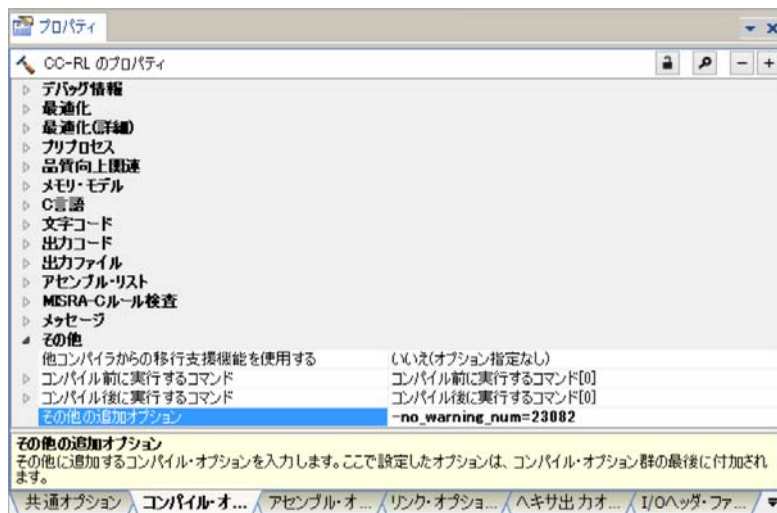 プロパティ
CC-RL のプロパティ
デバッグ情報
最適化
最適化(詳細)
プリプロセス
品質向上関連
メモリ・モデル
C言語
文字コード
出力コード
出力ファイル
アセンブル・リスト
MISRA-Cルール検査
メッセージ
その他
他コンパイラからの移行支援機能を使用する いいえ(オプション指定なし)
コンパイル前に実行するコマンド コンパイル前に実行するコマンド[0]
コンパイル後に実行するコマンド コンパイル後に実行するコマンド[0]
その他の追加オプション -no_warning_num=23082
その他の追加オプション
その他に追加するコンパイル・オプションを入力します。ここで設定したオプションは、コンパイル・オプション群の最後に付加され
ます。
共通オプション コンパイル・オ... アセンブル・オ... リンク・オプショ... ヘキサ出力オ... I/Oヘッダ・ファ...